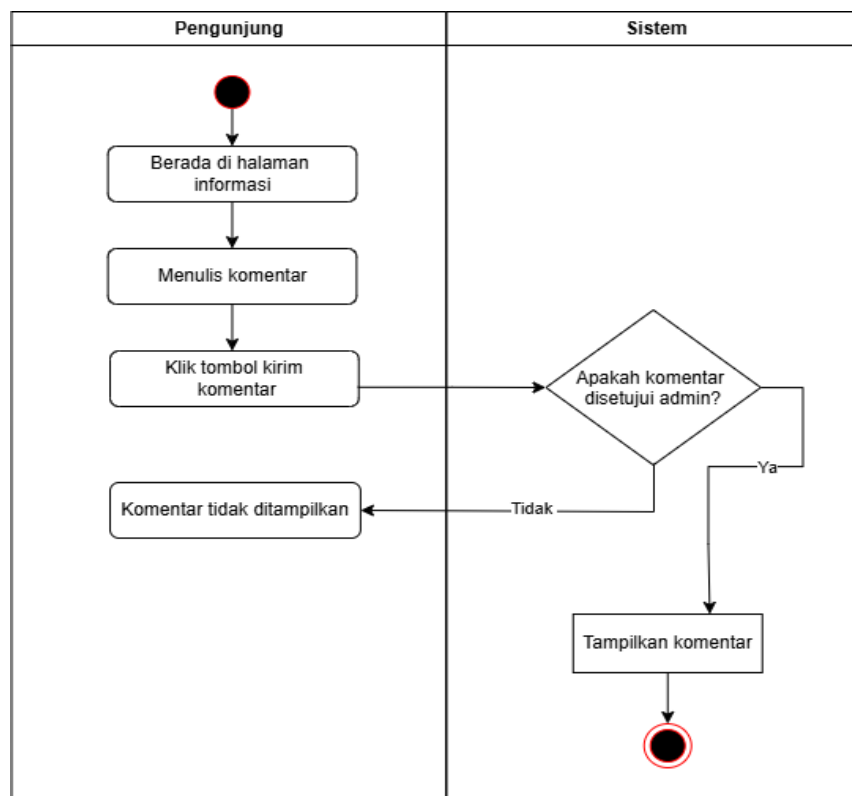 Pengunjung
Sistem
Berada di halaman
informasi
Menulis komentar
Klik tombol kirim
komentar
Apakah komentar
disetujui admin?
Ya
Tidak
Komentar tidak ditampilkan
Tampilkan komentar